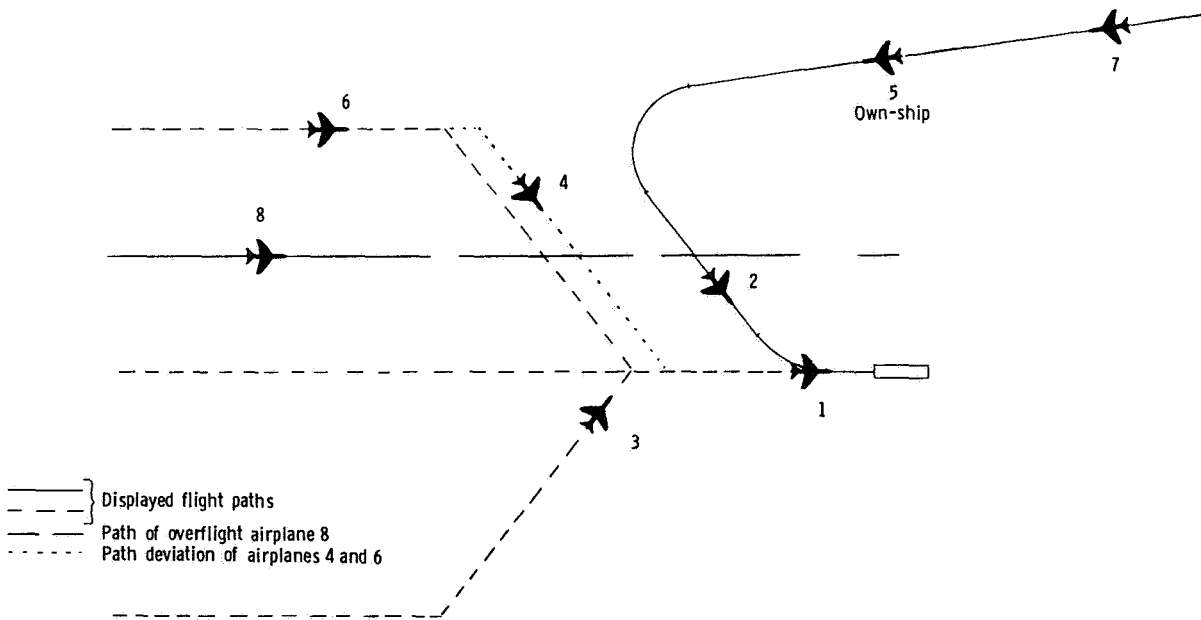 7
5
Own-ship
6
4
8
2
1
3
Displayed flight paths
Path of overflight airplane 8
Path deviation of airplanes 4 and 6